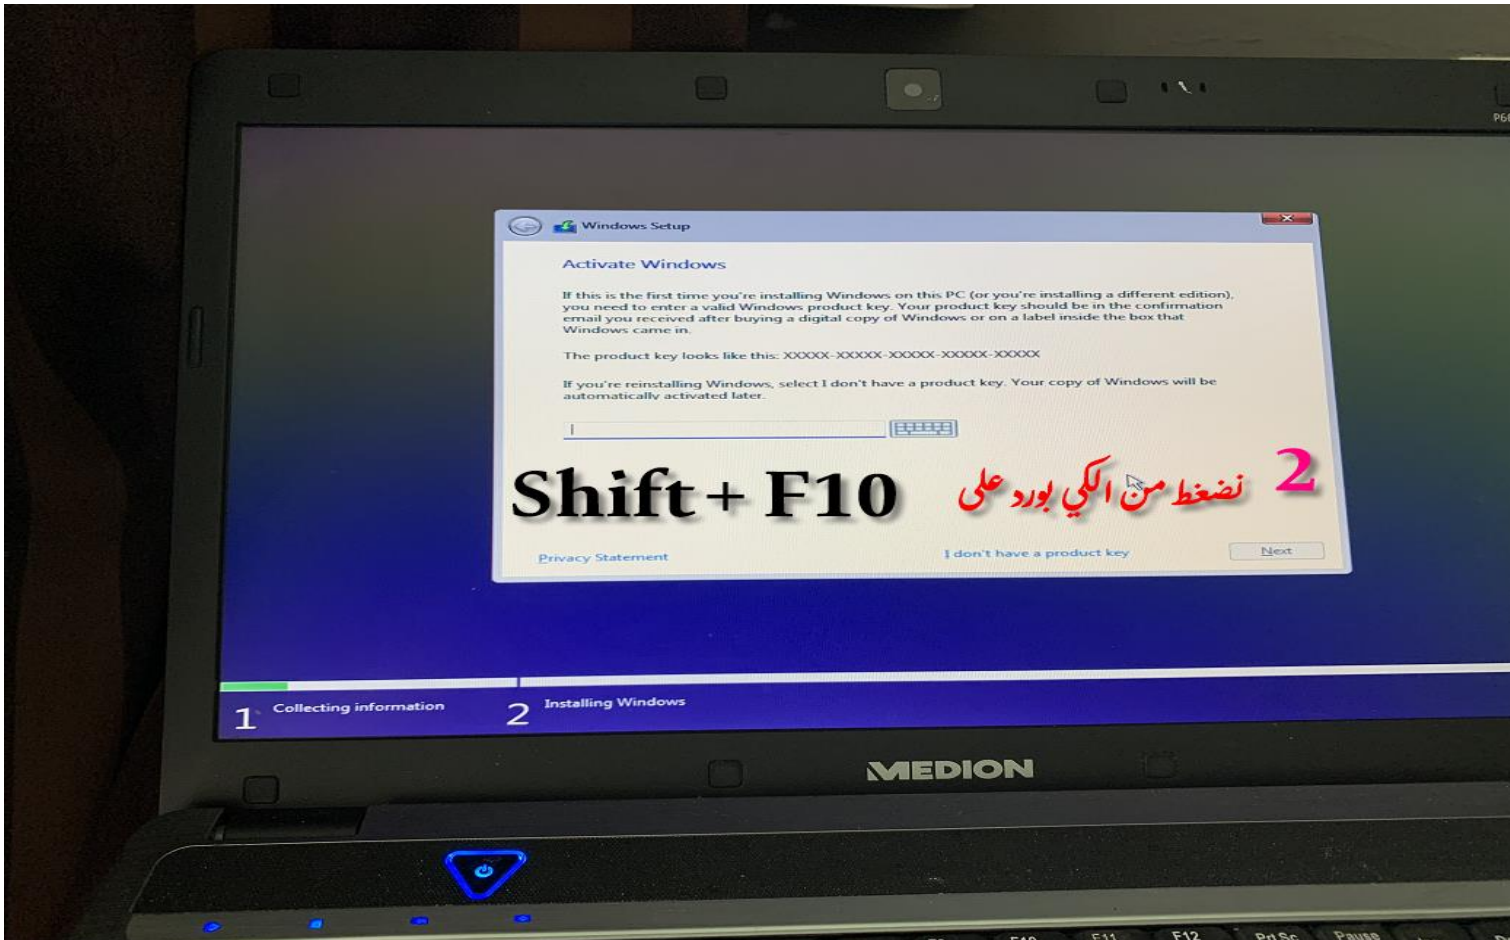 P66
Windows Setup
Activate Windows
If this is the first time you're installing Windows on this PC (or you're installing a different edition),
you need to enter a valid Windows product key. Your product key should be in the confirmation
email you received after buying a digital copy of Windows or on a label inside the box that
Windows came in.
The product key looks like this: XXXXX-XXXXX-XXXXX-XXXXX-XXXXX
If you're reinstalling Windows, select I don't have a product key. Your copy of Windows will be
automatically activated later.
2 نضغط من الكي بورد على Shift + F10
Privacy Statement
I don't have a product key
Next
1 Collecting information
2 Installing Windows
MEDION
F10 F11 F12 Prt Sc Pause